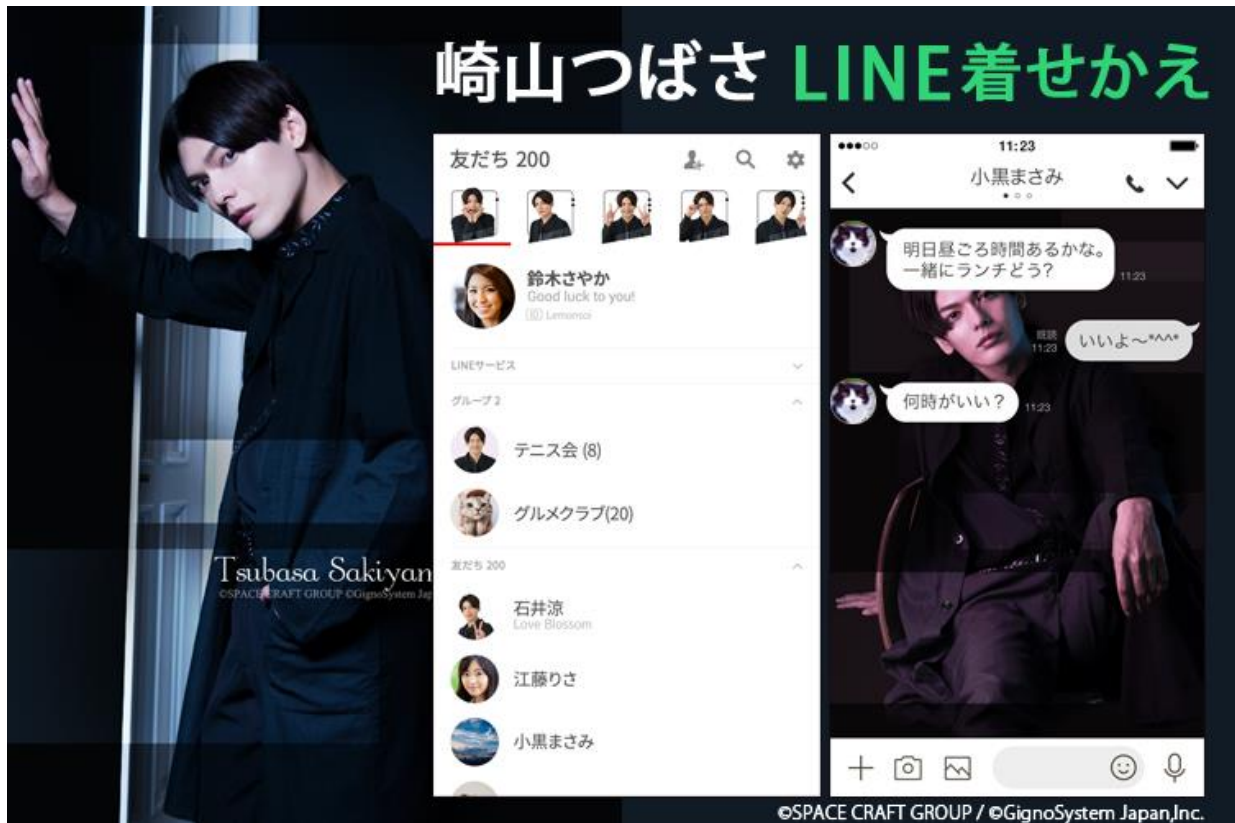 崎山つばさ LINE着せかえ
Tsubasa Sakiyan
©SPACE CRAFT GROUP ©GignoSystem Jap
友だち 200
鈴木さやか
Good luck to you!
LINEサービス
グループ 2
テニス会 (8)
グルメクラブ(20)
友だち 200
石井涼
Love Blossom
江藤りさ
小黒まさみ
11:23
小黒まさみ
明日昼ごろ時間あるかな。
一緒にランチどう?
11:23
既読
11:23
いいよ～*^^*
何時がいい？
11:23
©SPACE CRAFT GROUP / ©GignoSystem Japan,Inc.